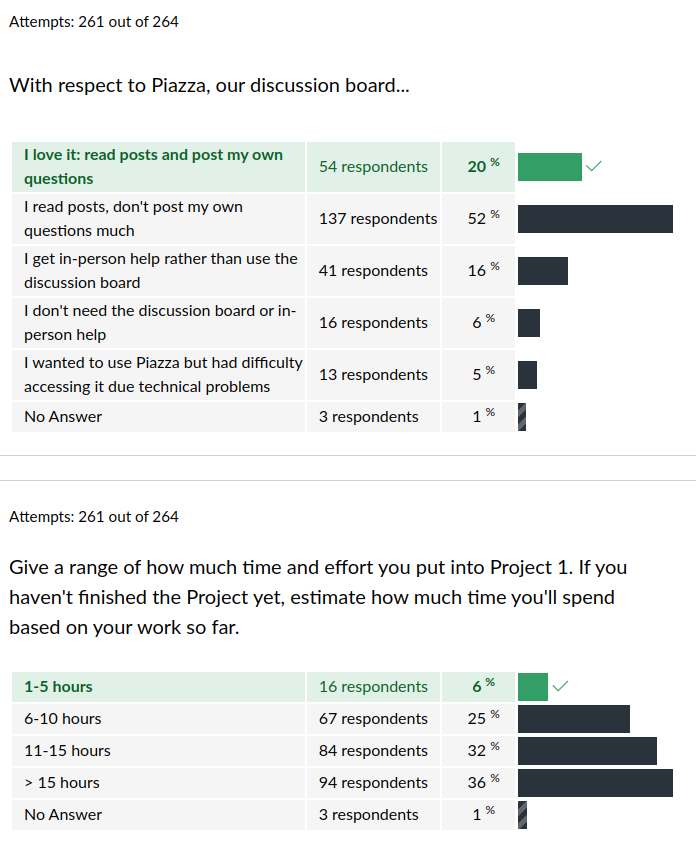 Attempts: 261 out of 264
With respect to Piazza, our discussion board...
I love it: read posts and post my own
questions
54 respondents
20 %
I read posts, don't post my own
questions much
137 respondents
52 %
I get in-person help rather than use the
discussion board
41 respondents
16 %
I don't need the discussion board or in-
person help
16 respondents
6 %
I wanted to use Piazza but had difficulty
accessing it due technical problems
13 respondents
5 %
No Answer
3 respondents
1 %
Attempts: 261 out of 264
Give a range of how much time and effort you put into Project 1. If you
haven't finished the Project yet, estimate how much time you'll spend
based on your work so far.
1-5 hours
16 respondents
6 %
6-10 hours
67 respondents
25 %
11-15 hours
84 respondents
32 %
> 15 hours
94 respondents
36 %
No Answer
3 respondents
1 %